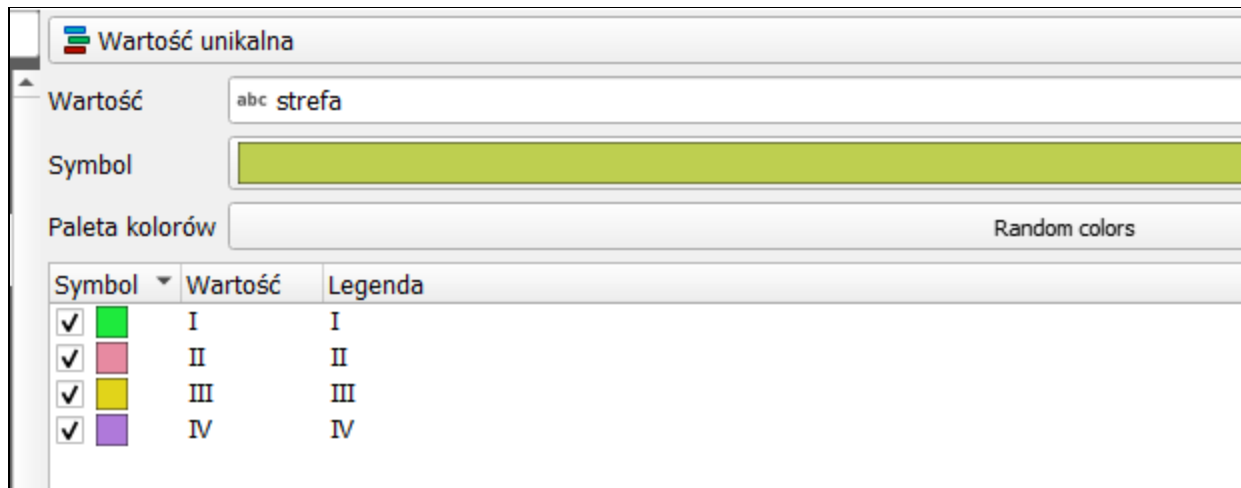 Wartość unikalna
Wartość abc strefa
Symbol
Paleta kolorów Random colors
Symbol Wartość Legenda
I I
II II
III III
IV IV